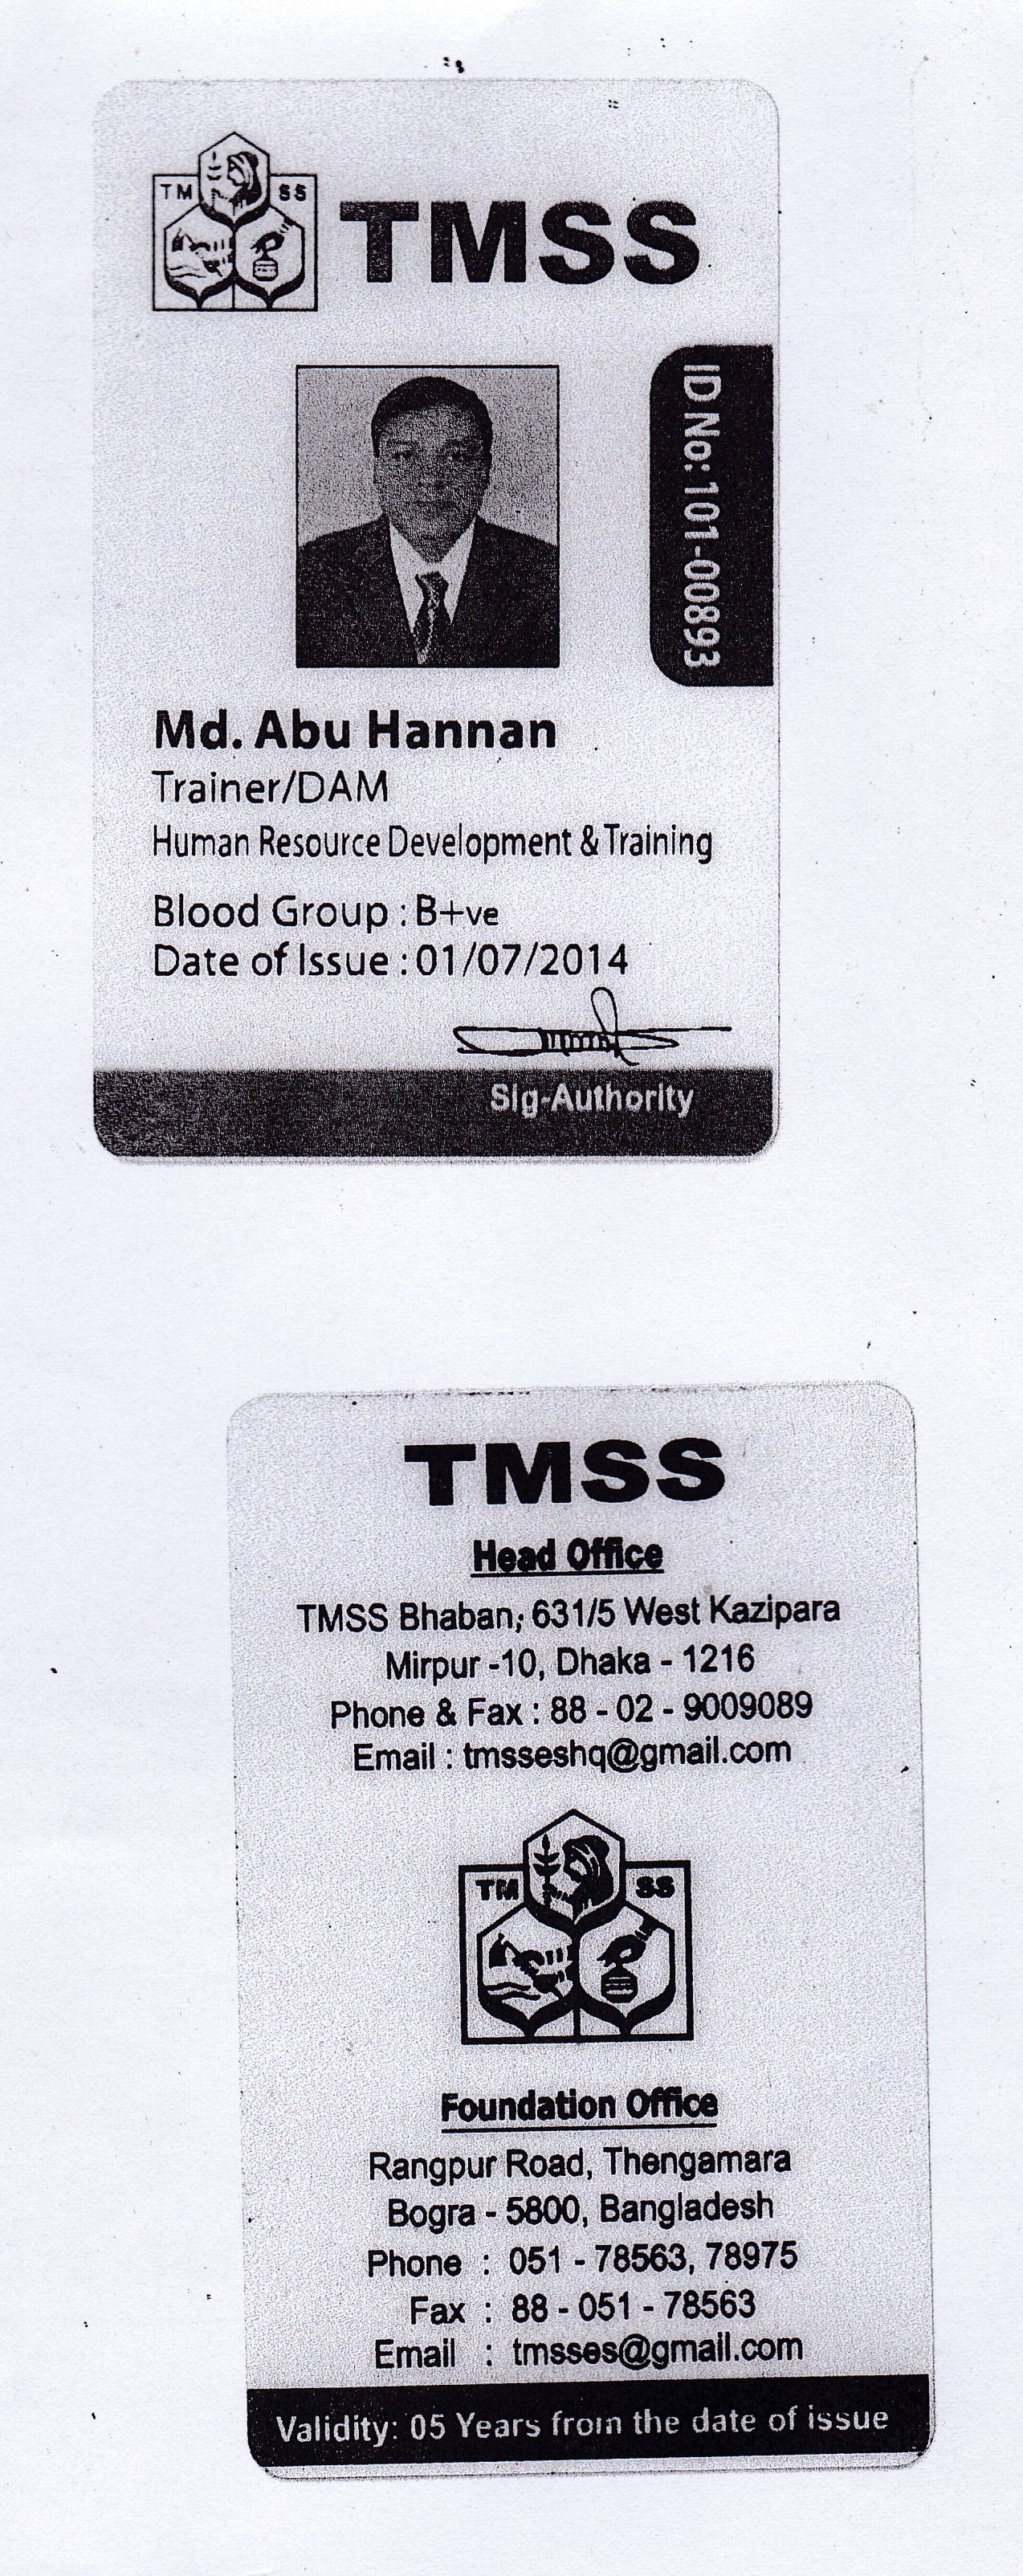 TM SS
TMSS
ID No: 101-00893
Md. Abu Hannan
Trainer/DAM
Human Resource Development & Training
Blood Group : B+ve
Date of Issue : 01/07/2014
Sig-Authority
TMSS
Head Office
TMSS Bhaban, 631/5 West Kazipara
Mirpur -10, Dhaka - 1216
Phone & Fax : 88 - 02 - 9009089
Email : tmsseshq@gmail.com
TM SS
Foundation Office
Rangpur Road, Thengamara
Bogra - 5800, Bangladesh
Phone : 051 - 78563, 78975
Fax : 88 - 051 - 78563
Email : tmsses@gmail.com
Validity: 05 Years from the date of issue